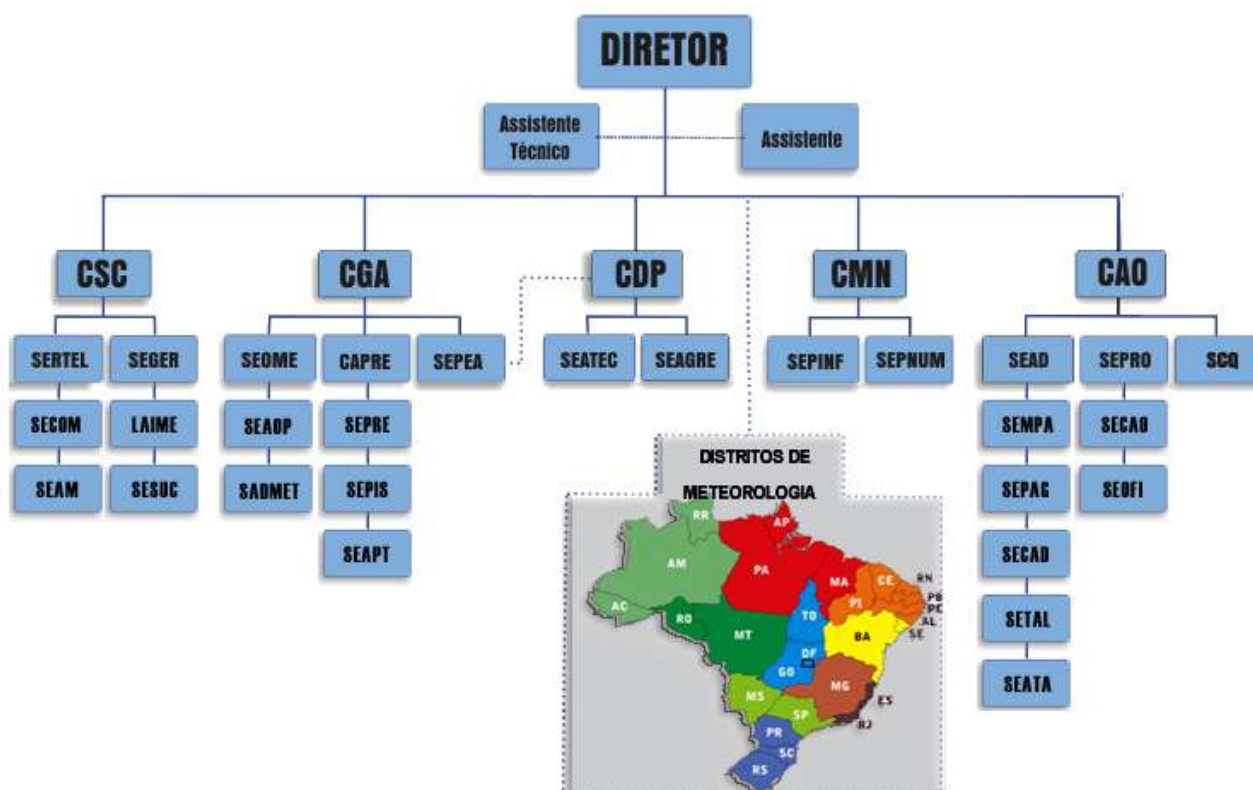 DIRETOR
Assistente
Técnico
Assistente
CSC
CGA
CDP
CMN
CAO
SERTEL
SEGER
SEOME
CAPRE
SEPEA
SEATEC
SEAGRE
SEPINF
SEPNUM
SEAD
SEPRO
SCQ
SECOM
LAIME
SEAOP
SEPRE
SEMPA
SECAO
SEAM
SESUC
SADMET
SEPIS
SEPAG
SEOFI
SEAPT
SECAD
SETAL
SEATA
DISTRITOS DE
METEOROLOGIA
RR
AP
AM
PA
MA
CE
RN
PB
PE
AL
SE
PI
AC
RO
MT
TO
BA
DF
GO
MG
ES
MS
SP
RJ
PR
SC
RS